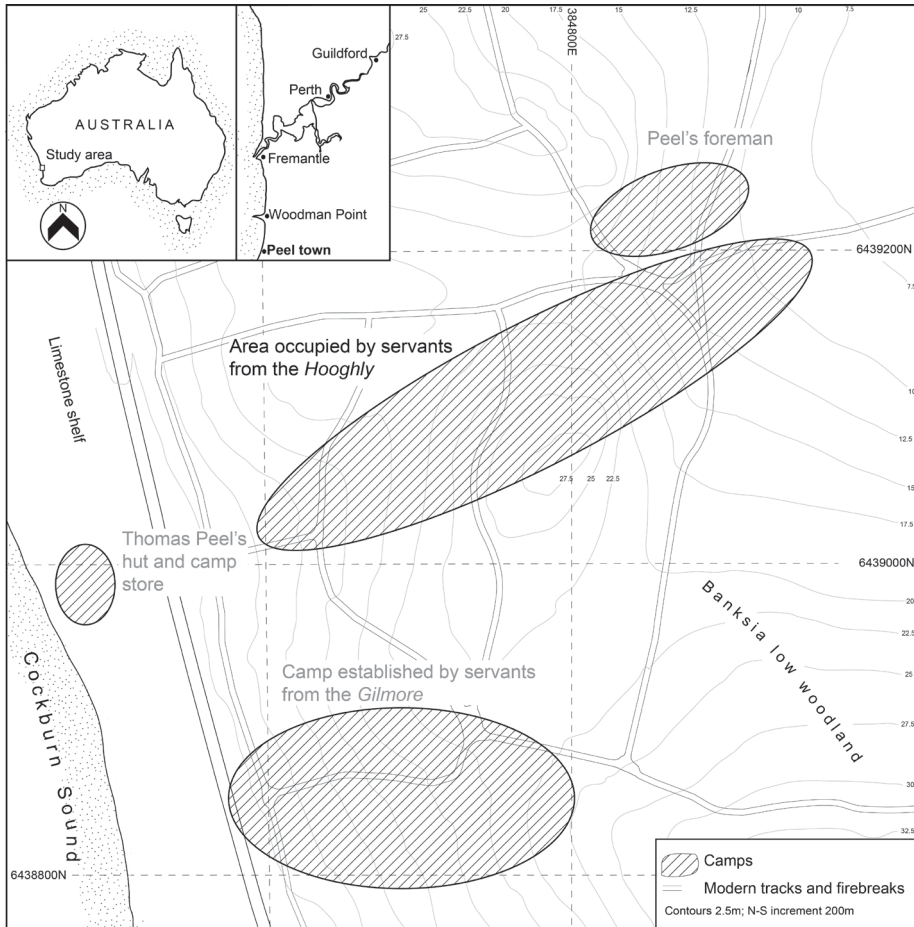 AUSTRALIA
Study area
N
Guildford
Perth
Fremantle
Woodman Point
Peel town
27.5
25
22.5
20
17.5
15
12.5
10
7.5
384800E
Peel's foreman
6439200N
7.5
Limestone shelf
Area occupied by servants
from the Hooghly
10
12.5
27.5
25
22.5
15
17.5
Thomas Peel's
hut and camp
store
6439000N
20
22.5
Banksia low woodland
25
Camp established by servants
from the Gilmore
27.5
Cockburn Sound
30
32.5
6438800N
Camps
Modern tracks and firebreaks
Contours 2.5m; N-S increment 200m